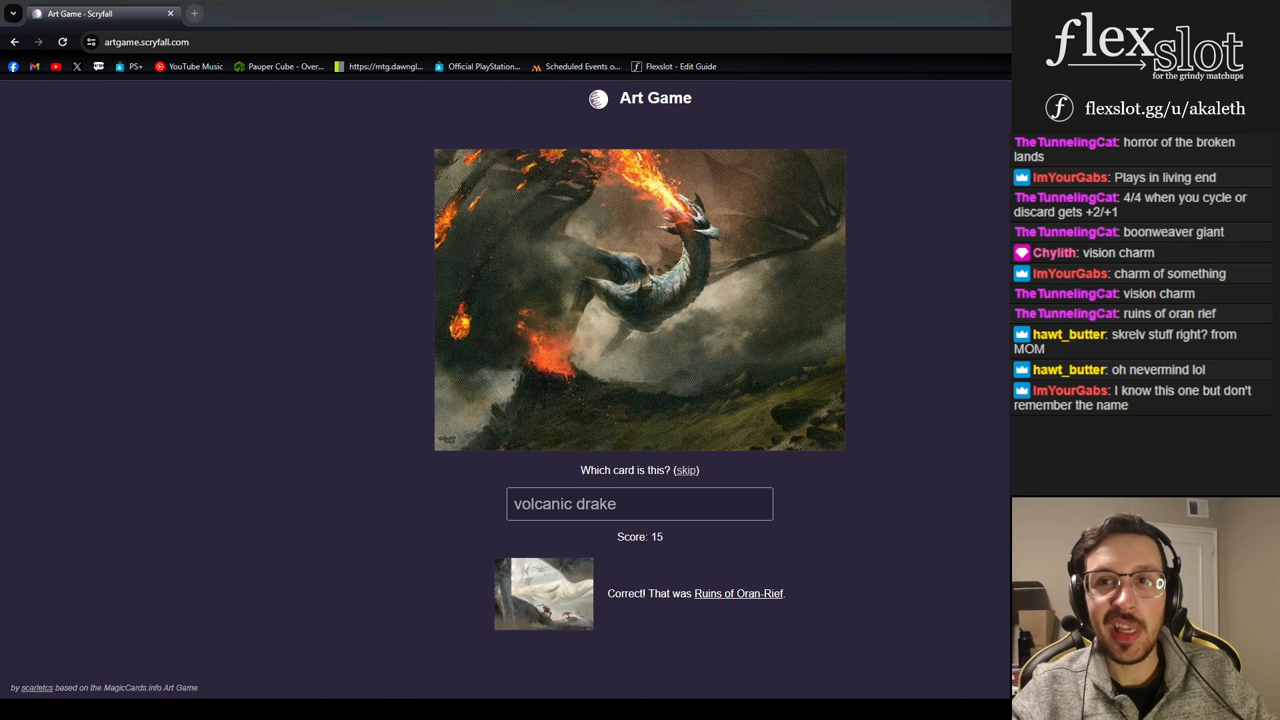 Art Game · Scryfall
artgame.scryfall.com
PS+
YouTube Music
Pauper Cube - Over...
https://mtg.dawngl...
Official PlayStation...
Scheduled Events o...
Flexslot - Edit Guide
Art Game
Which card is this? (skip)
volcanic drake
Score: 15
Correct! That was Ruins of Oran-Rief.
by scarletcs based on the MagicCards.info Art Game
flexslot
for the grindy matchups
flexslot.gg/u/akaleth
TheTunnelingCat: horror of the broken
lands
ImYourGabs: Plays in living end
TheTunnelingCat: 4/4 when you cycle or
discard gets +2/+1
TheTunnelingCat: boonweaver giant
Chylith: vision charm
ImYourGabs: charm of something
TheTunnelingCat: vision charm
TheTunnelingCat: ruins of oran rief
hawt_butter: skrelv stuff right? from
MOM
hawt_butter: oh nevermind lol
ImYourGabs: I know this one but don't
remember the name